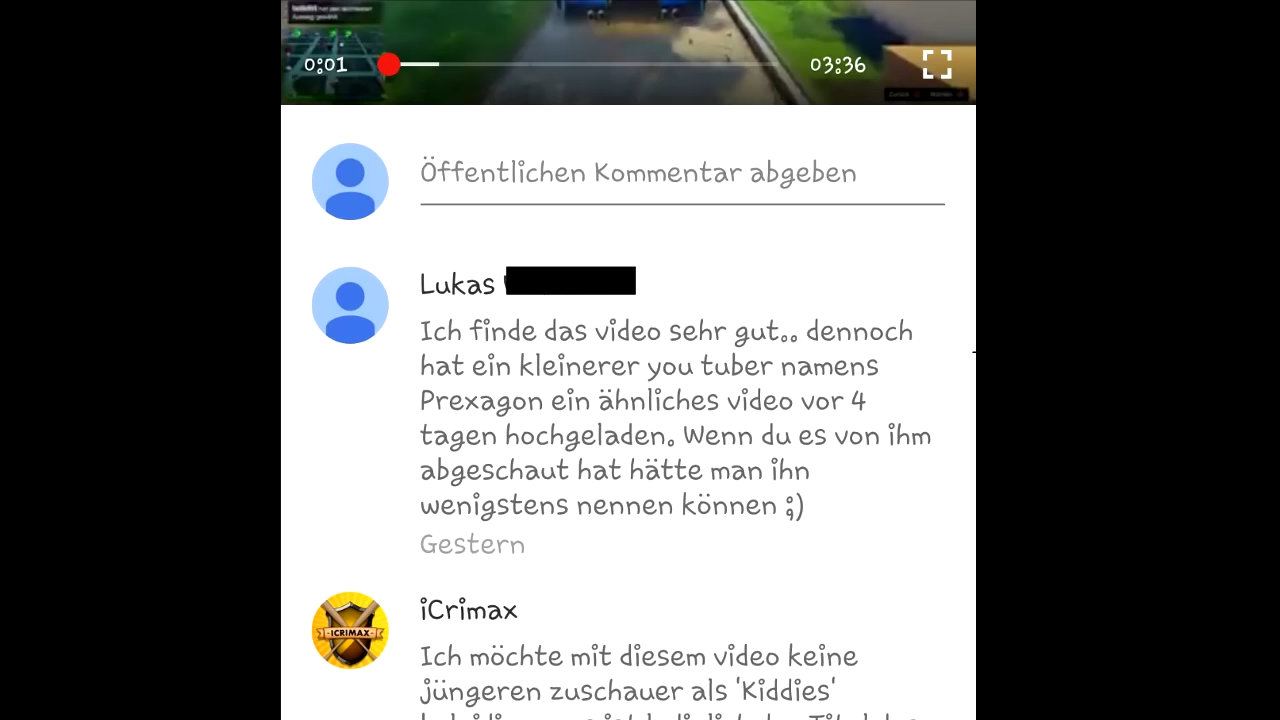 0:01
03:36
Öffentlichen Kommentar abgeben
Lukas
Ich finde das video sehr gut.. dennoch
hat ein kleinerer you tuber namens
Prexagon ein ähnliches video vor 4
tagen hochgeladen. Wenn du es von ihm
abgeschaut hat hätte man ihn
wenigstens nennen können ;)
Gestern
ICRIMAX
iCrimax
Ich möchte mit diesem video keine
jüngeren zuschauer als 'Kiddies'